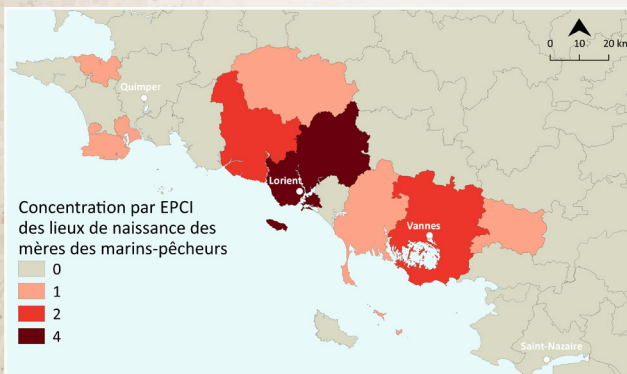 0 10 20 km
Quimper
Lorient
Vannes
Saint-Nazaire
Concentration par EPCI
des lieux de naissance des
mères des marins-pêcheurs
0
1
2
4